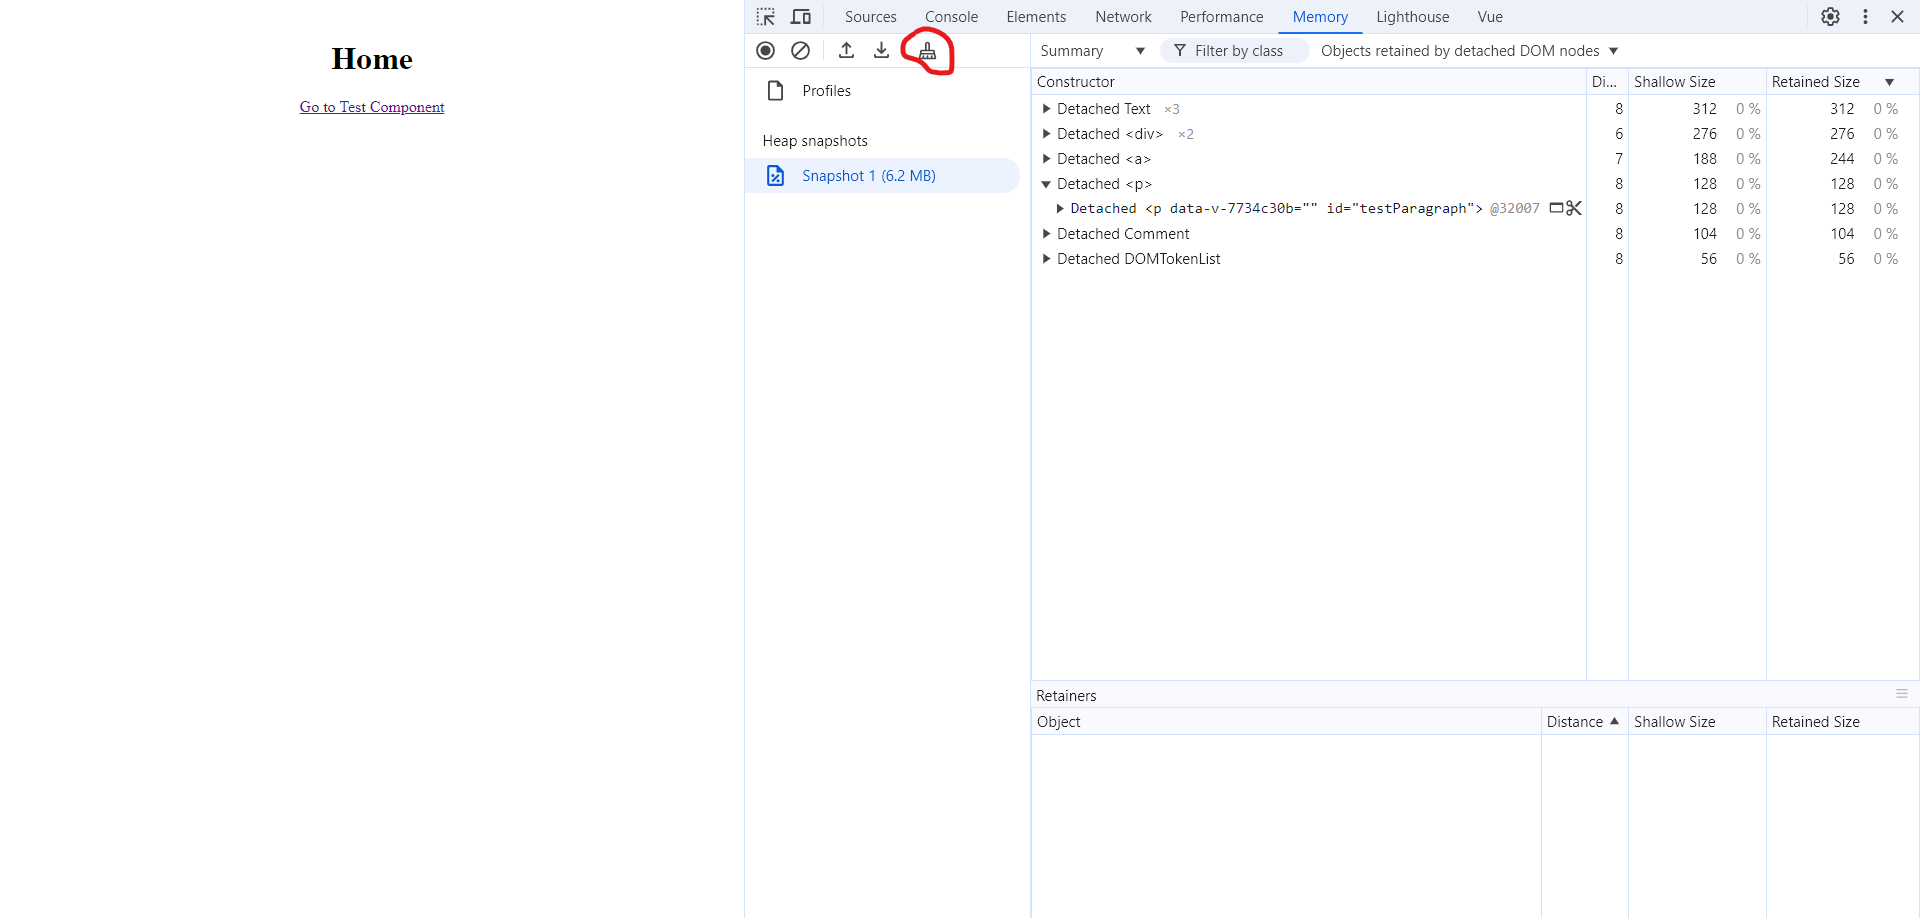 Home
Go to Test Component
Sources Console Elements Network Performance Memory Lighthouse Vue
Summary Filter by class Objects retained by detached DOM nodes
Profiles
Heap snapshots
Snapshot 1 (6.2 MB)
Constructor Di... Shallow Size Retained Size
Detached Text ×3 8 312 0 % 312 0 %
Detached <div> ×2 6 276 0 % 276 0 %
Detached <a> 7 188 0 % 244 0 %
Detached <p> 8 128 0 % 128 0 %
Detached <p data-v-7734c30b="" id="testParagraph"> @32007 8 128 0 % 128 0 %
Detached Comment 8 104 0 % 104 0 %
Detached DOMTokenList 8 56 0 % 56 0 %
Retainers
Object Distance Shallow Size Retained Size